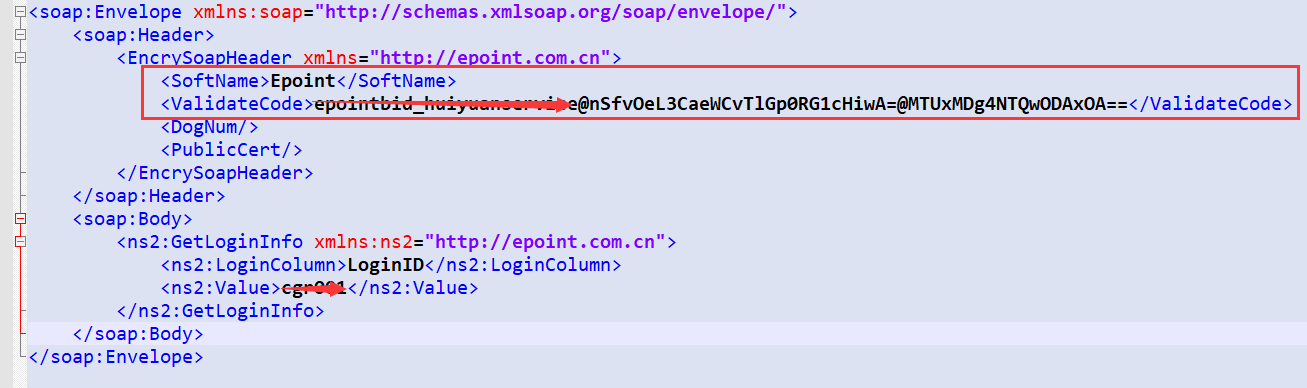 <soap:Envelope xmlns:soap="http://schemas.xmlsoap.org/soap/envelope/">
<soap:Header>
<EncrySoapHeader xmlns="http://epoint.com.cn">
<SoftName>Epoint</SoftName>
<ValidateCode>@nSfvOeL3CaeWCvTlGp0RG1cHiwA=@MTUxMDg4NTQwODAxOA==</ValidateCode>
<DogNum/>
<PublicCert/>
</EncrySoapHeader>
</soap:Header>
<soap:Body>
<ns2:GetLoginInfo xmlns:ns2="http://epoint.com.cn">
<ns2:LoginColumn>LoginID</ns2:LoginColumn>
<ns2:Value></ns2:Value>
</ns2:GetLoginInfo>
</soap:Body>
</soap:Envelope>